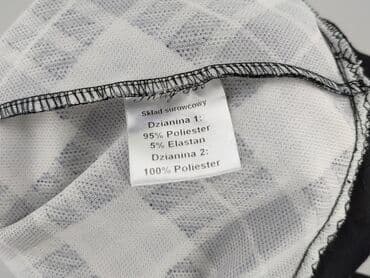 Skład surowcowy
Dzianina 1:
95% Poliester
5% Elastan
Dzianina 2:
100% Poliester